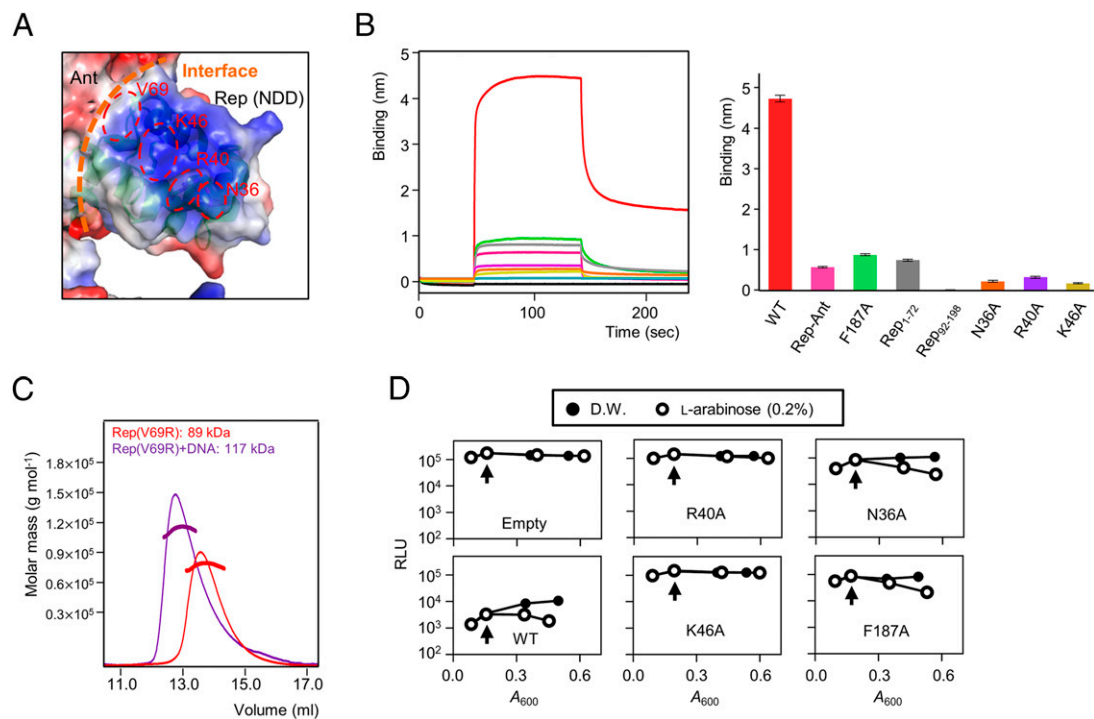 A
Ant
Interface
Rep (NDD)
V69
K46
R40
N36
B
Binding (nm)
5
4
2
1
0
0
100
200
Time (sec)
Binding (nm)
5
4
3
2
1
0
WT
Rep-Ant
F187A
Rep1-72
Rep92-198
N36A
R40A
K46A
C
Rep(V69R): 89 kDa
Rep(V69R)+DNA: 117 kDa
Molar mass (g mol-1)
1.8×10⁵
1.5×10⁵
1.2×10⁵
0.9×10⁵
0.6×10⁵
0.3×10⁵
11.0 13.0 15.0 17.0
Volume (ml)
D
D.W. L-arabinose (0.2%)
RLU
10⁵
10⁴
10³
10²
Empty
R40A
N36A
10⁵
10⁴
10³
10²
WT
K46A
F187A
0.0 0.3 0.6 0.0 0.3 0.6 0.0 0.3 0.6
A600 A600 A600